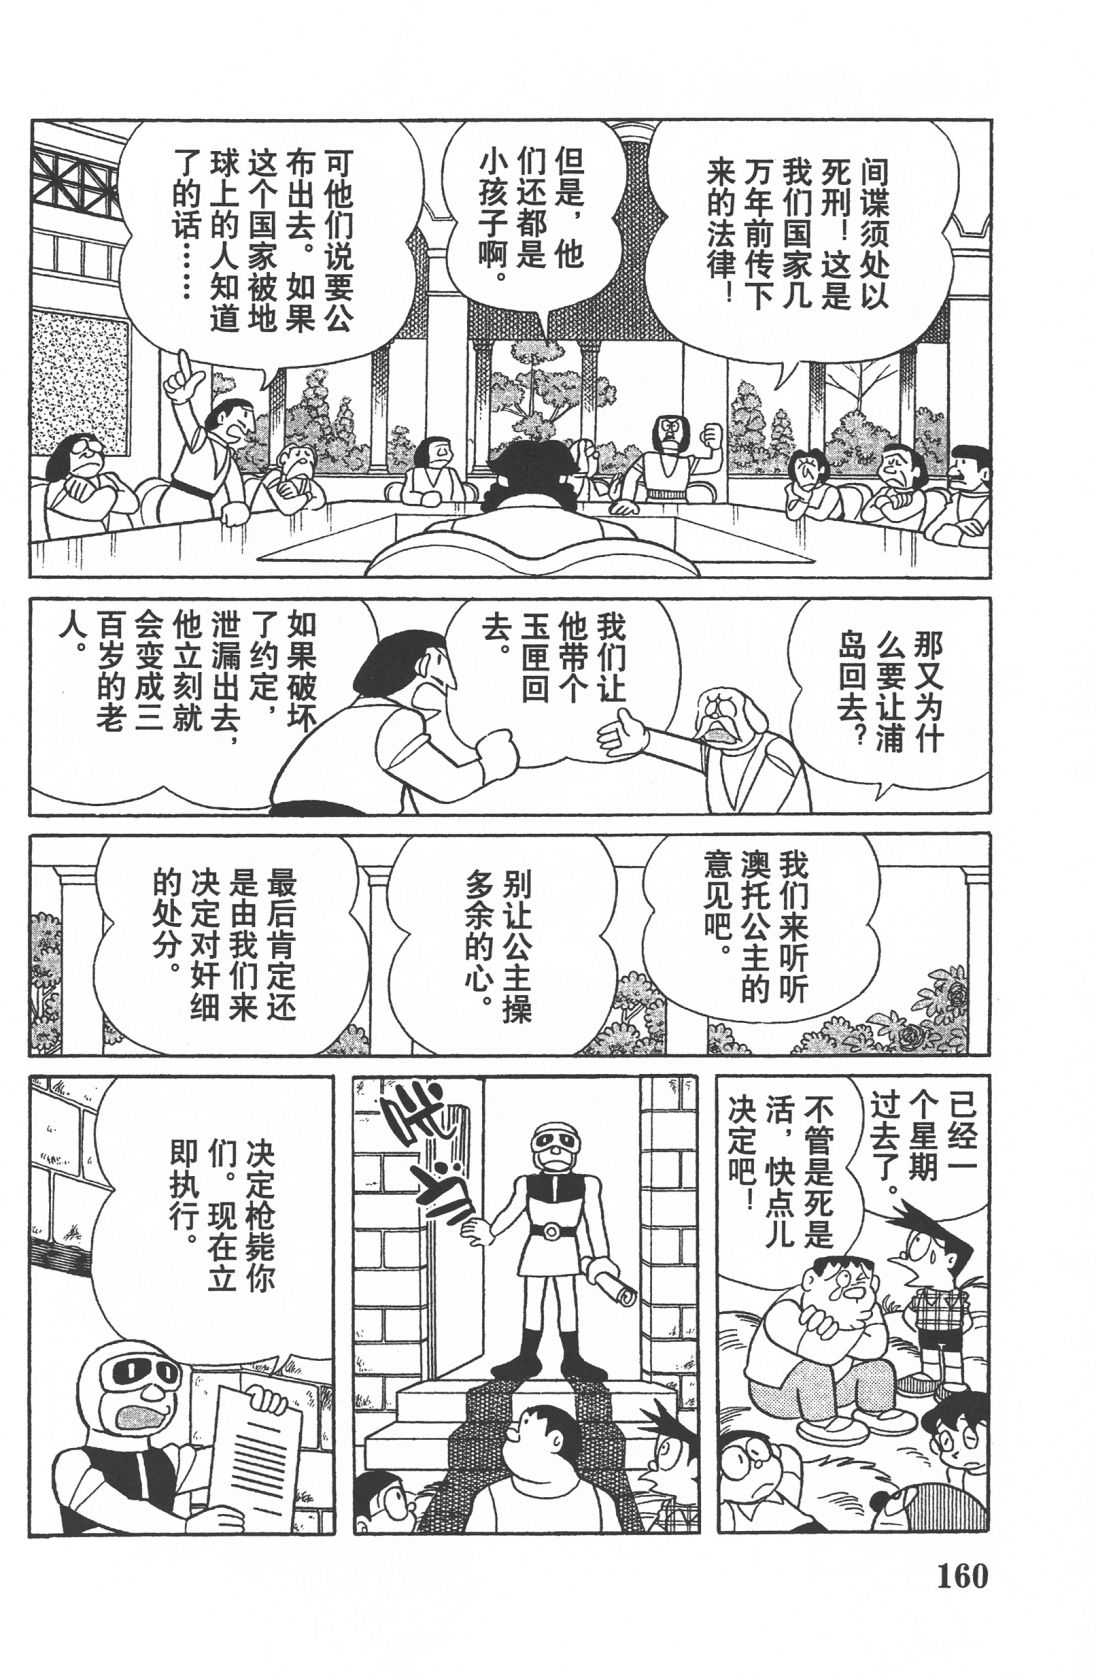 间谍须处以
死刑！这是
我们国家几
万年前传下
来的法律！
但是，他
们还都是
小孩子啊。
可他们说要公
布出去。如果
这个国家被地
球上的人知道
了的话……
那又为什
么要让浦
岛回去？
我们让
他带个
玉匣回
去。
如果破坏
了约定，
泄漏出去，
他立刻就
会变成三
百岁的老
人。
我们来听听
澳托公主的
意见吧。
别让公主操
多余的心。
最后肯定还
是由我们来
决定对奸细
的处分。
已经一
个星期
过去了。
不管是死是
活，快点儿
决定吧！
决定枪毙你
们。现在立
即执行。
160